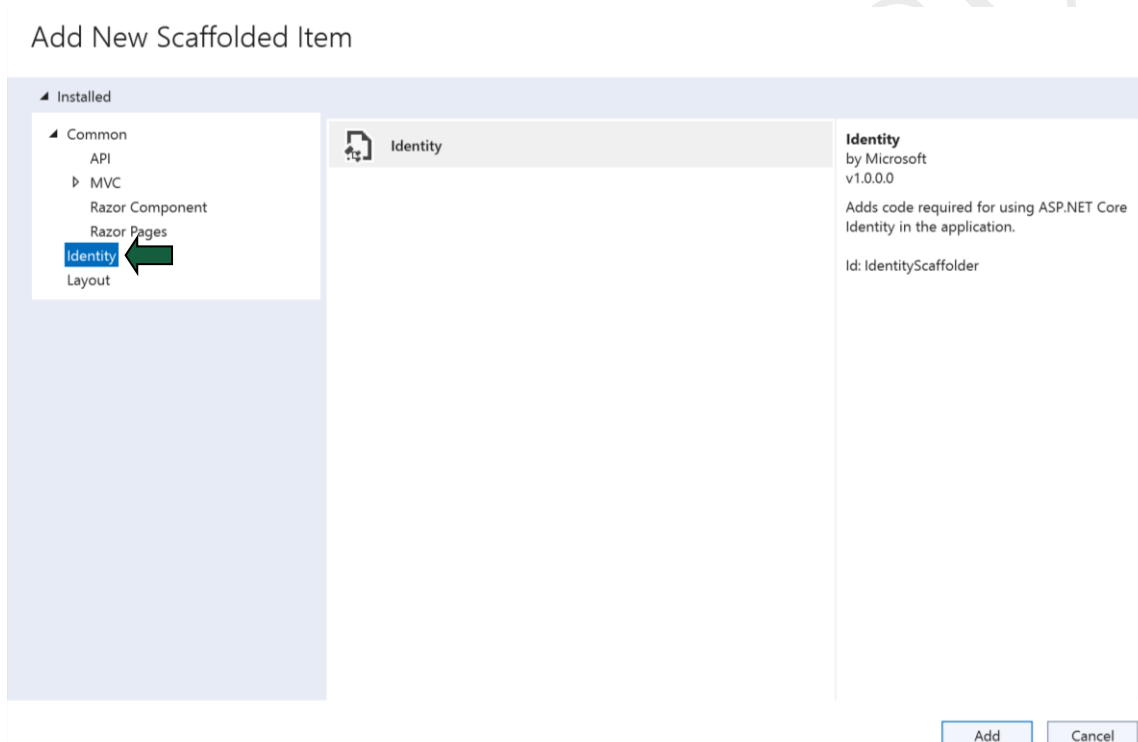 Add New Scaffolded Item
Installed
Common
API
MVC
Razor Component
Razor Pages
Identity
Layout
Identity
Identity
by Microsoft
v1.0.0.0
Adds code required for using ASP.NET Core
Identity in the application.
Id: IdentityScaffolder
Add
Cancel